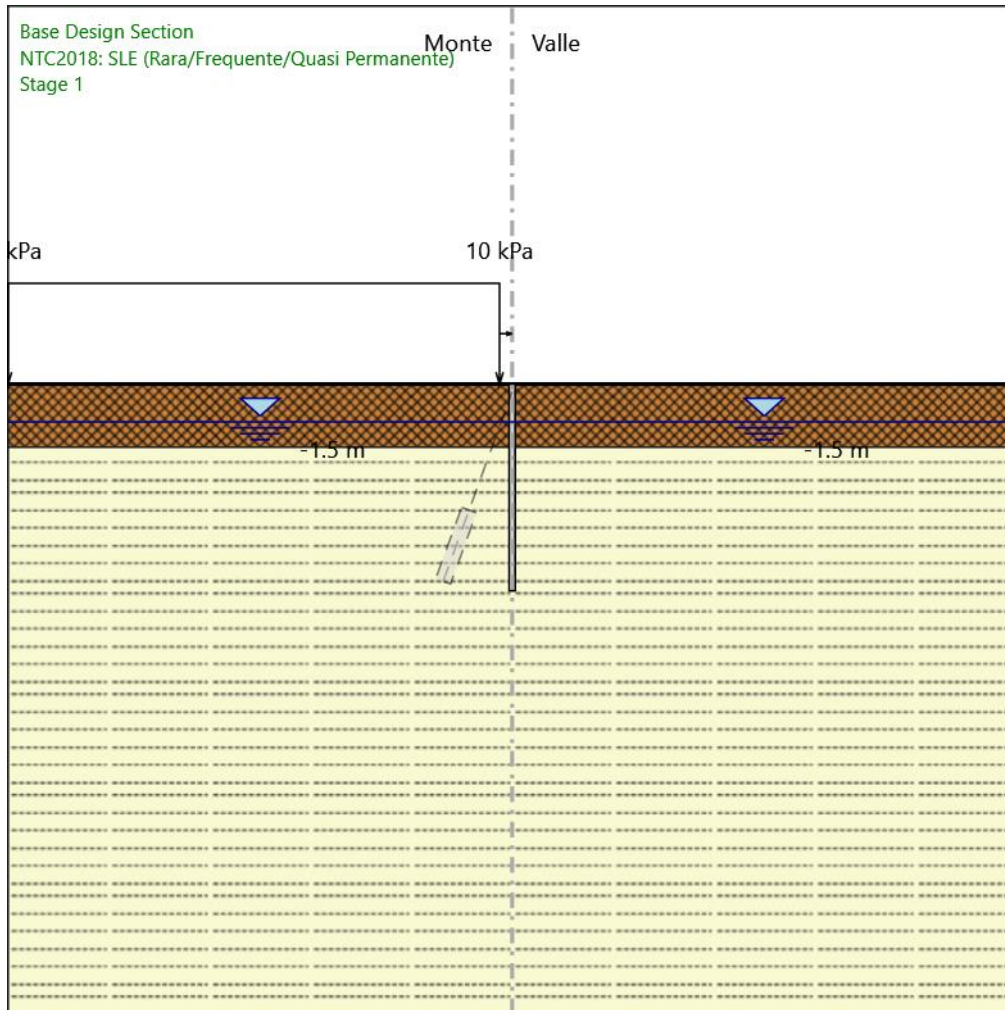 Base Design Section
NTC2018: SLE (Rara/Frequente/Quasi Permanente)
Stage 1
Monte
Valle
kPa
10 kPa
-1.5 m
-1.5 m